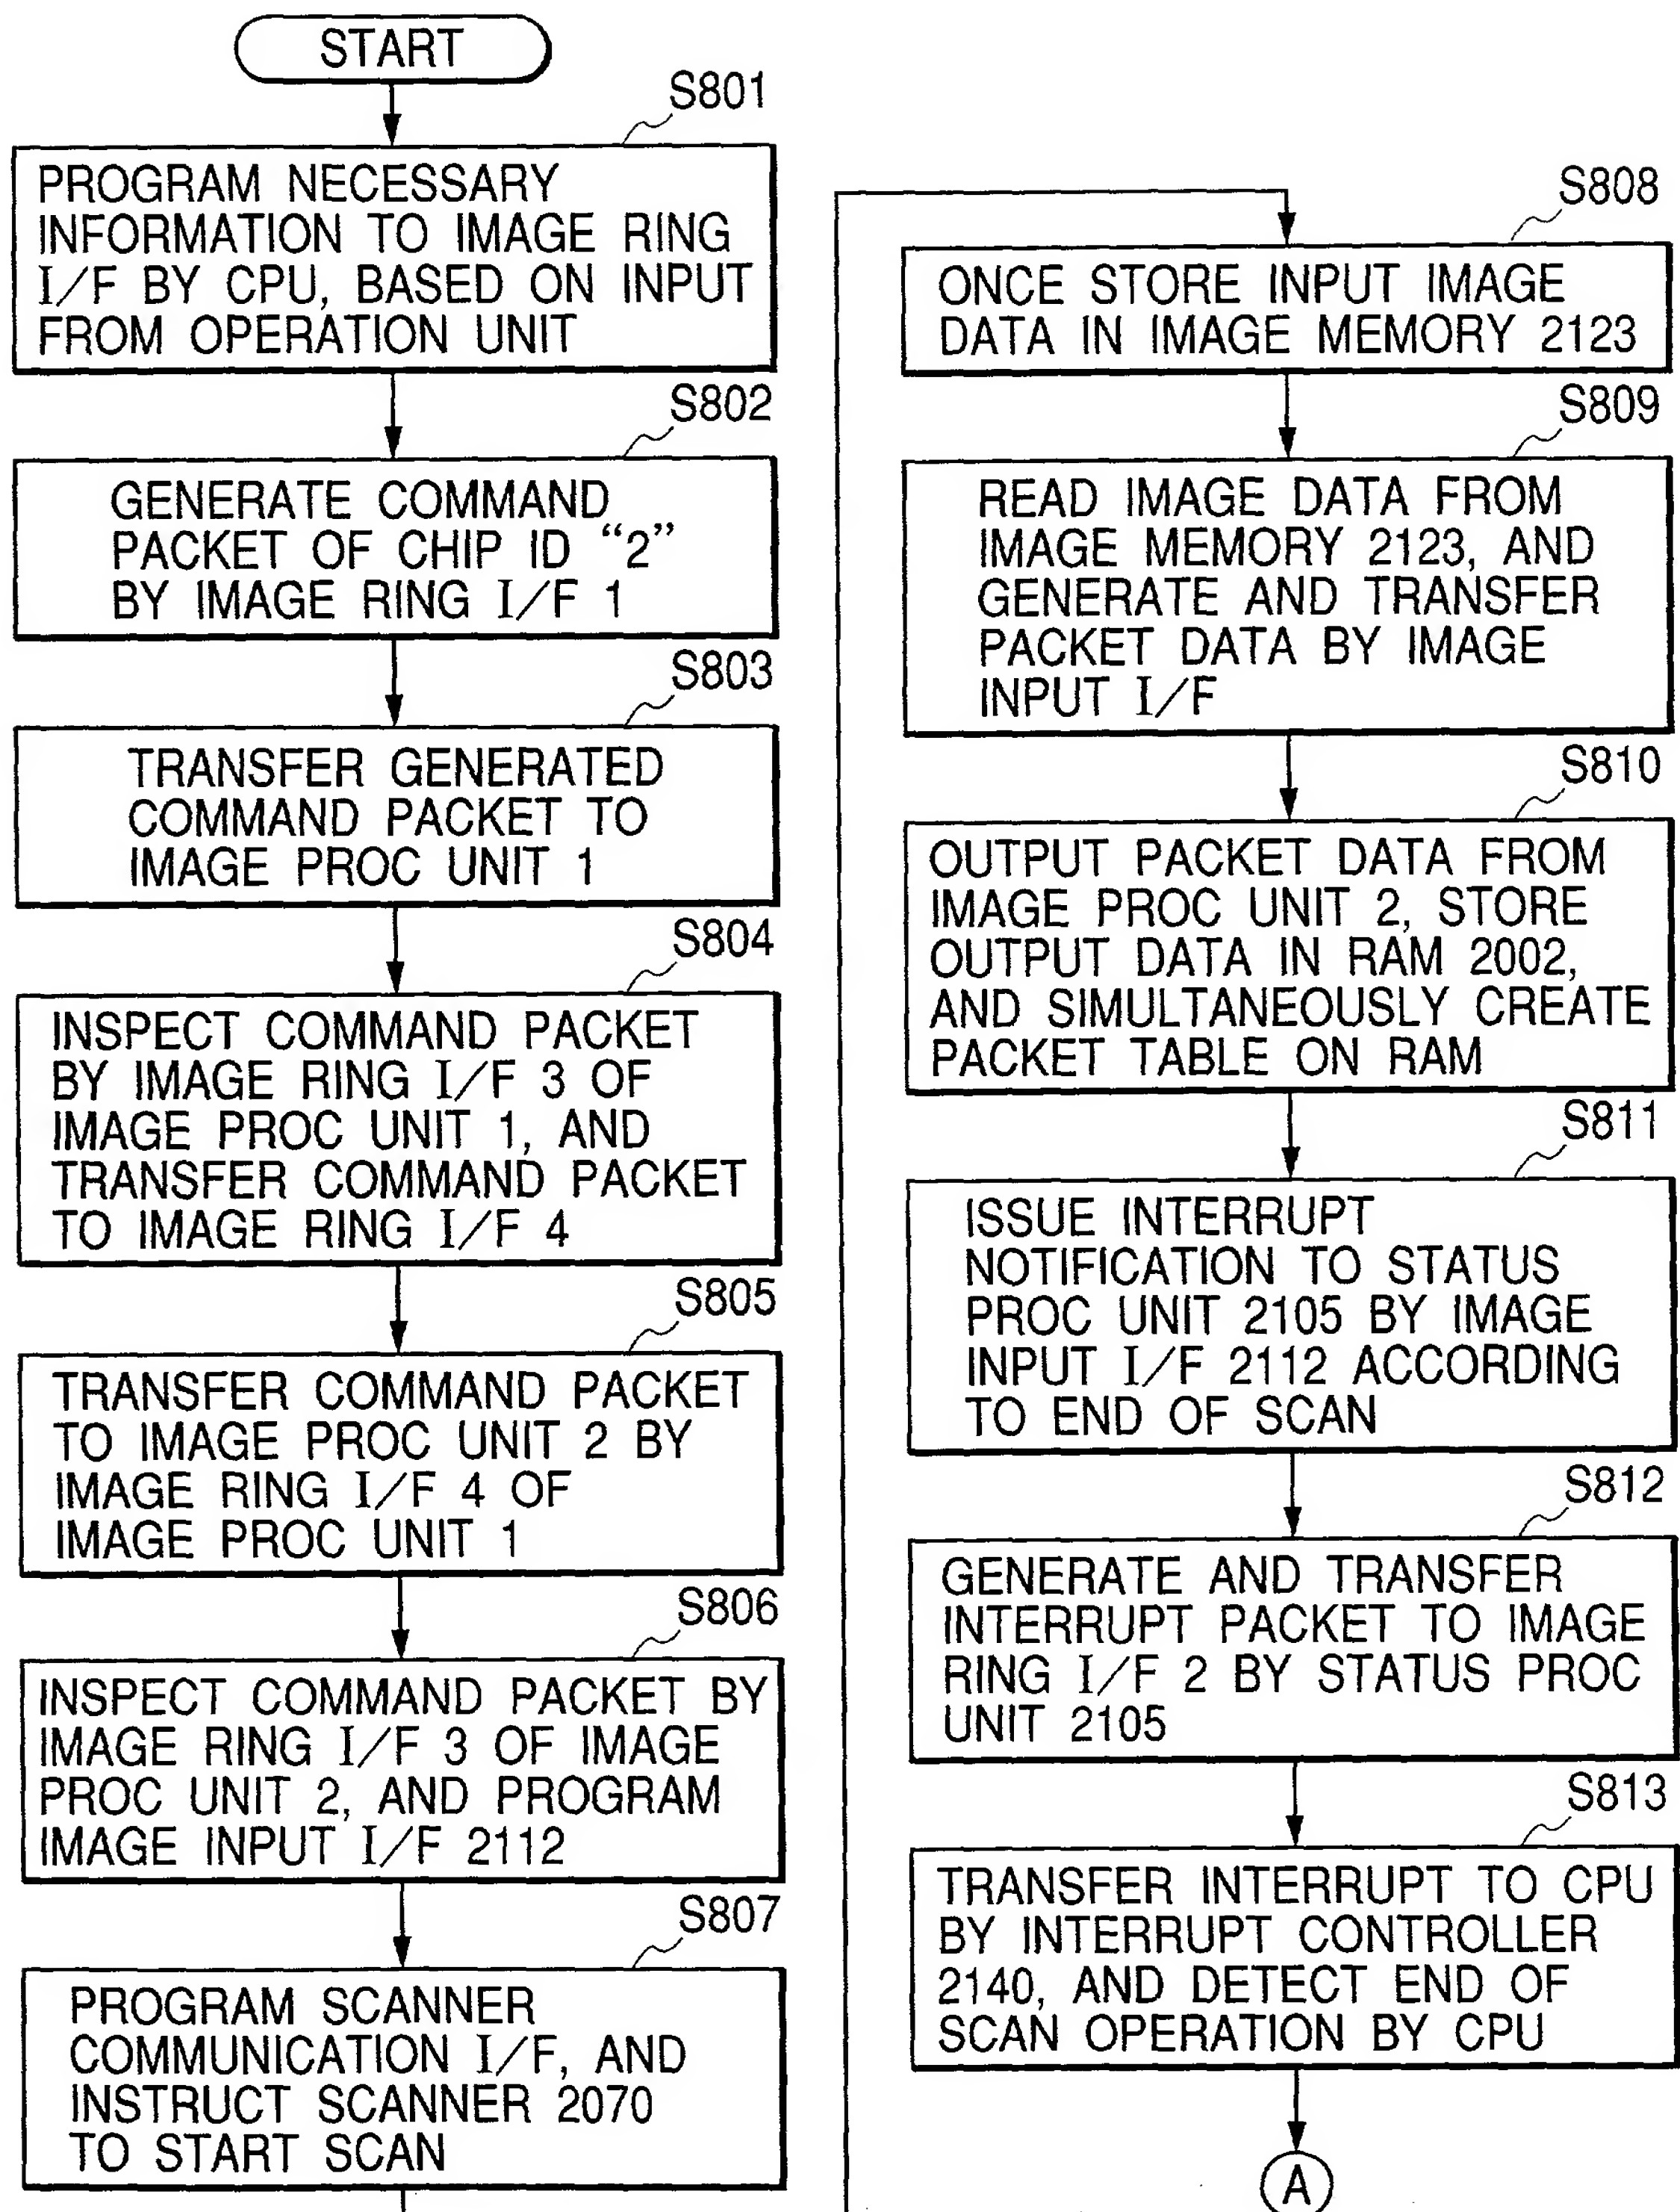 START
S801
PROGRAM NECESSARY
INFORMATION TO IMAGE RING
I/F BY CPU, BASED ON INPUT
FROM OPERATION UNIT
S802
GENERATE COMMAND
PACKET OF CHIP ID “2”
BY IMAGE RING I/F 1
S803
TRANSFER GENERATED
COMMAND PACKET TO
IMAGE PROC UNIT 1
S804
INSPECT COMMAND PACKET
BY IMAGE RING I/F 3 OF
IMAGE PROC UNIT 1, AND
TRANSFER COMMAND PACKET
TO IMAGE RING I/F 4
S805
TRANSFER COMMAND PACKET
TO IMAGE PROC UNIT 2 BY
IMAGE RING I/F 4 OF
IMAGE PROC UNIT 1
S806
INSPECT COMMAND PACKET BY
IMAGE RING I/F 3 OF IMAGE
PROC UNIT 2, AND PROGRAM
IMAGE INPUT I/F 2112
S807
PROGRAM SCANNER
COMMUNICATION I/F, AND
INSTRUCT SCANNER 2070
TO START SCAN
S808
ONCE STORE INPUT IMAGE
DATA IN IMAGE MEMORY 2123
S809
READ IMAGE DATA FROM
IMAGE MEMORY 2123, AND
GENERATE AND TRANSFER
PACKET DATA BY IMAGE
INPUT I/F
S810
OUTPUT PACKET DATA FROM
IMAGE PROC UNIT 2, STORE
OUTPUT DATA IN RAM 2002,
AND SIMULTANEOUSLY CREATE
PACKET TABLE ON RAM
S811
ISSUE INTERRUPT
NOTIFICATION TO STATUS
PROC UNIT 2105 BY IMAGE
INPUT I/F 2112 ACCORDING
TO END OF SCAN
S812
GENERATE AND TRANSFER
INTERRUPT PACKET TO IMAGE
RING I/F 2 BY STATUS PROC
UNIT 2105
S813
TRANSFER INTERRUPT TO CPU
BY INTERRUPT CONTROLLER
2140, AND DETECT END OF
SCAN OPERATION BY CPU
A